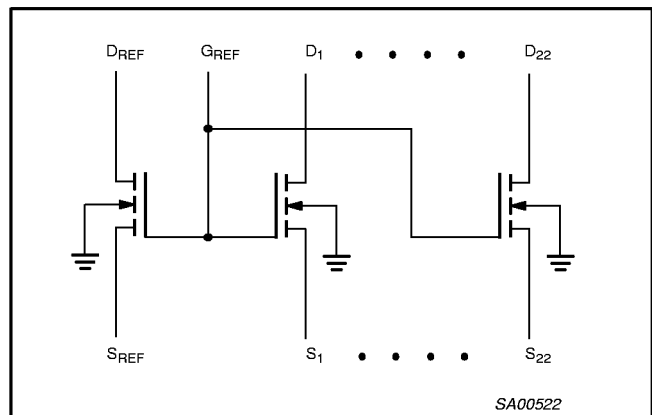 DREF GREF D1 • • • • D22
SREF S1 • • • • S22
SA00522